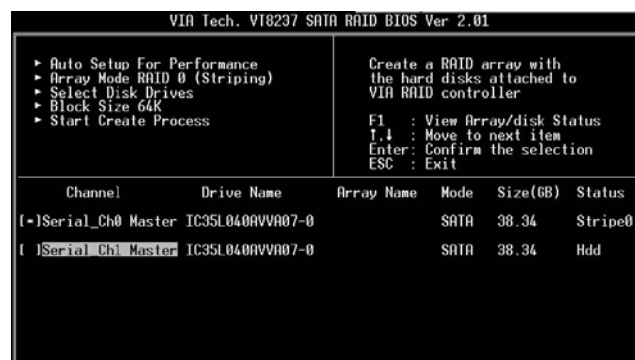 VIA Tech. VT8237 SATA RAID BIOS Ver 2.01
► Auto Setup For Performance
► Array Mode RAID 0 (Striping)
► Select Disk Drives
► Block Size 64K
► Start Create Process
Create a RAID array with
the hard disks attached to
VIA RAID controller
F1 : View Array/disk Status
↑,↓ : Move to next item
Enter: Confirm the selection
ESC : Exit
Channel Drive Name Array Name Mode Size(GB) Status
[*]Serial_Ch0 Master IC35L040AVVA07-0 SATA 38.34 Stripe0
[ ]Serial_Ch1 Master IC35L040AVVA07-0 SATA 38.34 Hdd